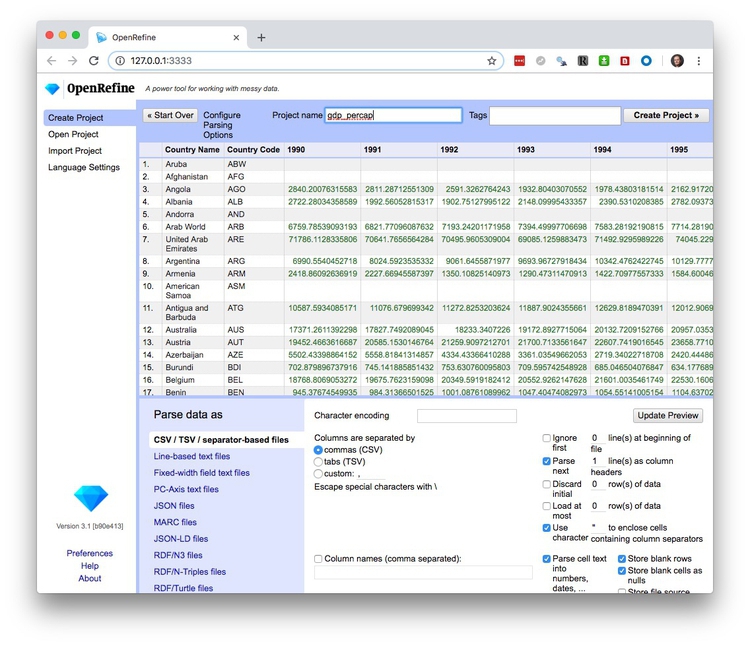 OpenRefine
127.0.0.1:3333
OpenRefine A power tool for working with messy data.
Create Project
Open Project
Import Project
Language Settings
« Start Over Configure Parsing Options Project name gdp_percap Tags Create Project »
Country Name Country Code 1990 1991 1992 1993 1994 1995
1. Aruba ABW
2. Afghanistan AFG
3. Angola AGO 2840.20076315583 2811.28712551309 2591.3262764243 1932.80403070552 1978.43803181514 2162.91720
4. Albania ALB 2722.28034358589 1992.56052815317 1902.75127995122 2148.09995433357 2390.5310208385 2782.09373
5. Andorra AND
6. Arab World ARB 6759.78539093193 6821.77096087632 7193.24201171958 7394.49997706698 7583.28192190815 7714.28190
7. United Arab Emirates ARE 71786.1128335806 70641.7656564284 70495.9605309004 69085.1259883473 71492.9295989226 74045.229
8. Argentina ARG 6990.5540452718 8024.5923535332 9061.6455871977 9693.96727918434 10342.4762422745 10129.7777
9. Armenia ARM 2418.86092636919 2227.66945587397 1350.10825140973 1290.47311470913 1422.70977557333 1584.60046
10. American Samoa ASM
11. Antigua and Barbuda ATG 10587.5934085171 11076.679699342 11272.8253203624 11887.9024355661 12629.8189470391 12012.9069
12. Australia AUS 17371.2611392298 17827.7492089045 18233.3407226 19172.8927715064 20132.7209152766 20957.0353
13. Austria AUT 19452.4663616687 20585.1530146764 21259.9097212701 21700.7133561647 22607.7419016545 23658.7710
14. Azerbaijan AZE 5502.43398864152 5558.81841314857 4334.43366410288 3361.03549662053 2719.34022718708 2420.44486
15. Burundi BDI 702.879896737916 745.141885851432 753.630760095803 709.595742548928 685.046504076847 634.177689
16. Belgium BEL 18768.8069053272 19675.7623159098 20349.5919182412 20552.9262147628 21601.0035461749 22530.1606
17. Benin BEN 945.37674549935 984.31366501525 1001.08761089962 1047.40474082973 1054.55141005154 1104.63702
Parse data as
CSV / TSV / separator-based files
Line-based text files
Fixed-width field text files
PC-Axis text files
JSON files
MARC files
JSON-LD files
RDF/N3 files
RDF/N-Triples files
RDF/Turtle files
Character encoding Update Preview
Columns are separated by
commas (CSV)
tabs (TSV)
custom: ,
Escape special characters with \
Column names (comma separated):
Ignore first 0 line(s) at beginning of file
Parse next 1 line(s) as column headers
Discard initial 0 row(s) of data
Load at most 0 row(s) of data
Use character " to enclose cells containing column separators
Parse cell text into numbers, dates, ...
Store blank rows
Store blank cells as nulls
Store file source
Version 3.1 [b90e413]
Preferences
Help
About